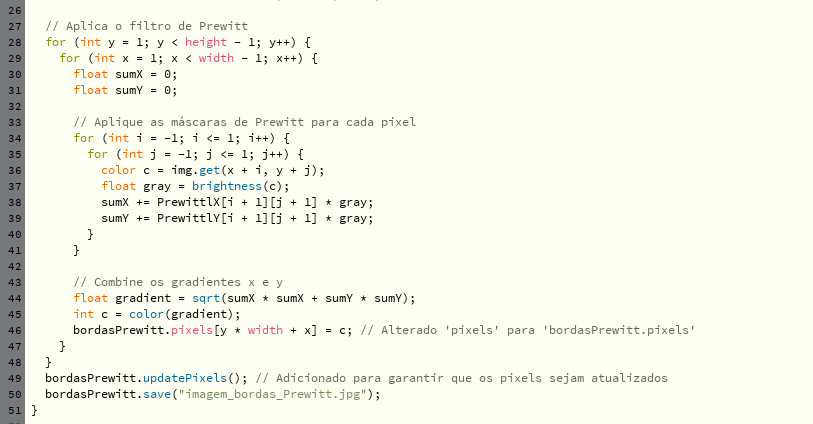 26
27 // Aplica o filtro de Prewitt
28 for (int y = 1; y < height - 1; y++) {
29 for (int x = 1; x < width - 1; x++) {
30 float sumX = 0;
31 float sumY = 0;
32
33 // Aplique as máscaras de Prewitt para cada pixel
34 for (int i = -1; i <= 1; i++) {
35 for (int j = -1; j <= 1; j++) {
36 color c = img.get(x + i, y + j);
37 float gray = brightness(c);
38 sumX += PrewittlX[i + 1][j + 1] * gray;
39 sumY += PrewittlY[i + 1][j + 1] * gray;
40 }
41 }
42
43 // Combine os gradientes x e y
44 float gradient = sqrt(sumX * sumX + sumY * sumY);
45 int c = color(gradient);
46 bordasPrewitt.pixels[y * width + x] = c; // Alterado 'pixels' para 'bordasPrewitt.pixels'
47 }
48 }
49 bordasPrewitt.updatePixels(); // Adicionado para garantir que os pixels sejam atualizados
50 bordasPrewitt.save("imagem_bordas_Prewitt.jpg");
51 }